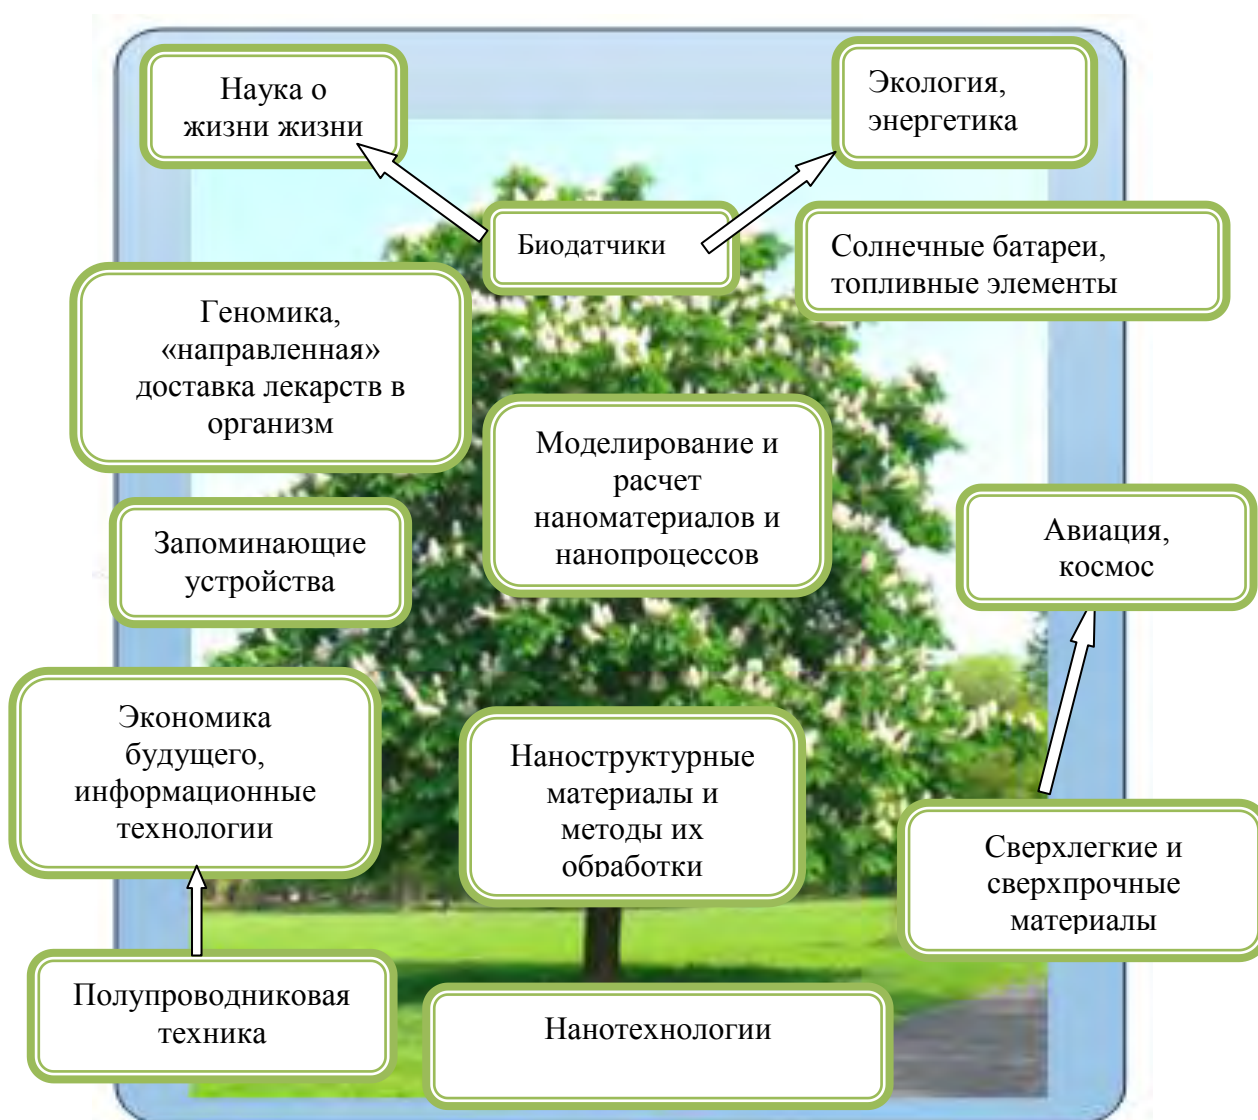 Наука о
жизни жизни
Экология,
энергетика
Биодатчики
Солнечные батареи,
топливные элементы
Геномика,
«направленная»
доставка лекарств в
организм
Моделирование и
расчет
наноматериалов и
нанопроцессов
Запоминающие
устройства
Авиация,
космос
Экономика
будущего,
информационные
технологии
Наноструктурные
материалы и
методы их
обработки
Сверхлегкие и
сверхпрочные
материалы
Полупроводниковая
техника
Нанотехнологии